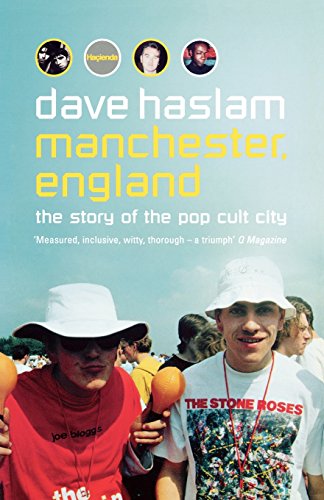 Haçienda
dave haslam
manchester,
england
the story of the pop cult city
'Measured, inclusive, witty, thorough – a triumph' Q Magazine
joe bloggs
the
THE STONE ROSES